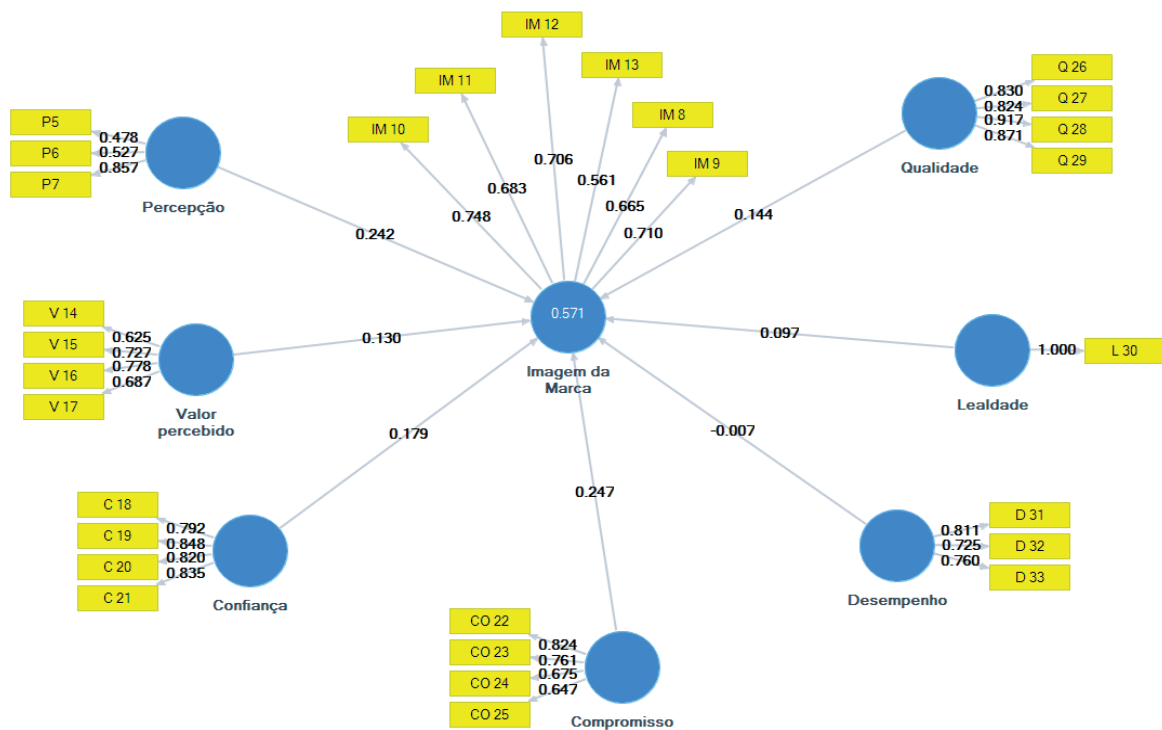 IM 12
IM 13
IM 11
IM 8
IM 10
IM 9
0.706
0.561
0.683
0.665
0.748
0.710
P5
P6
P7
0.478
0.527
0.857
Percepção
0.242
Q 26
Q 27
Q 28
Q 29
0.830
0.824
0.917
0.871
Qualidade
0.144
0.571
Imagem da
Marca
V 14
V 15
V 16
V 17
0.625
0.727
0.778
0.687
Valor
percebido
0.130
0.097
1.000
L 30
Lealdade
0.179
-0.007
0.247
C 18
C 19
C 20
C 21
0.792
0.848
0.820
0.835
Confiança
0.811
0.725
0.760
D 31
D 32
D 33
Desempenho
CO 22
CO 23
CO 24
CO 25
0.824
0.761
0.675
0.647
Compromisso